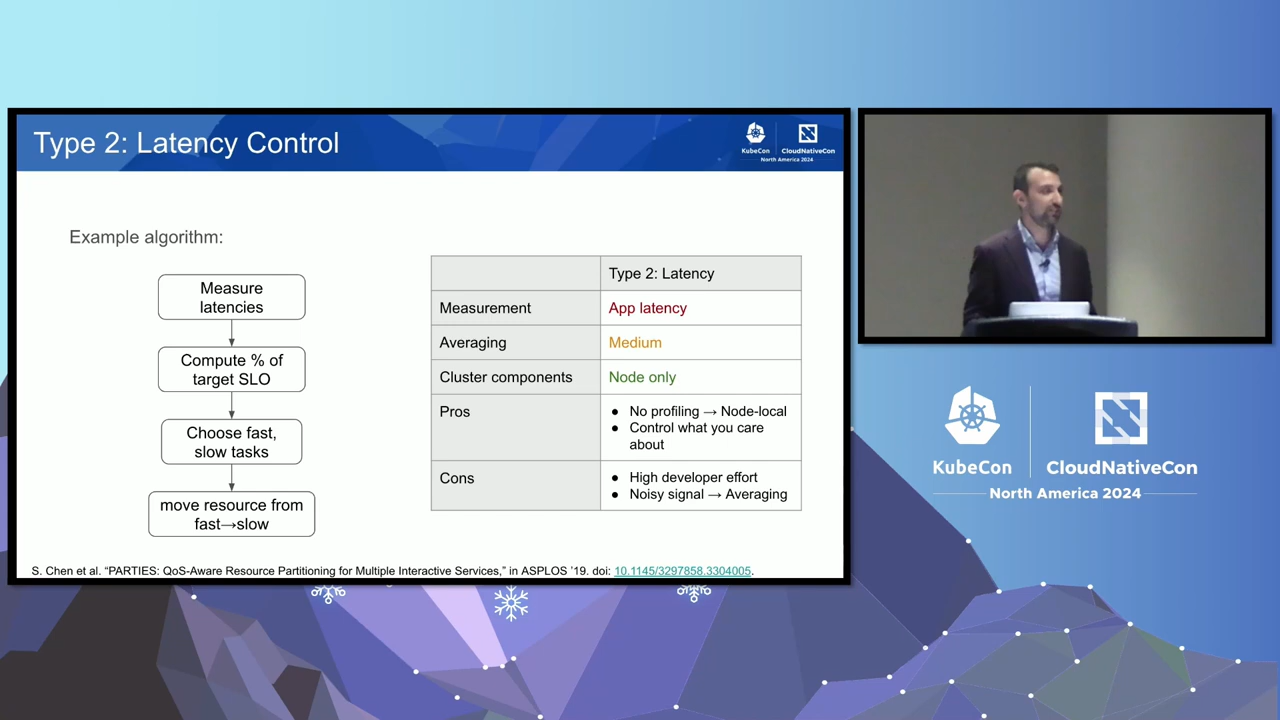 Type 2: Latency Control
KubeCon
CloudNativeCon
North America 2024
Example algorithm:
Measure
latencies
Compute % of
target SLO
Choose fast,
slow tasks
move resource from
fast→slow
Type 2: Latency
Measurement
App latency
Averaging
Medium
Cluster components
Node only
Pros
● No profiling → Node-local
● Control what you care
about
Cons
● High developer effort
● Noisy signal → Averaging
S. Chen et al. “PARTIES: QoS-Aware Resource Partitioning for Multiple Interactive Services,” in ASPLOS ’19. doi: 10.1145/3297858.3304005.
KubeCon
CloudNativeCon
North America 2024